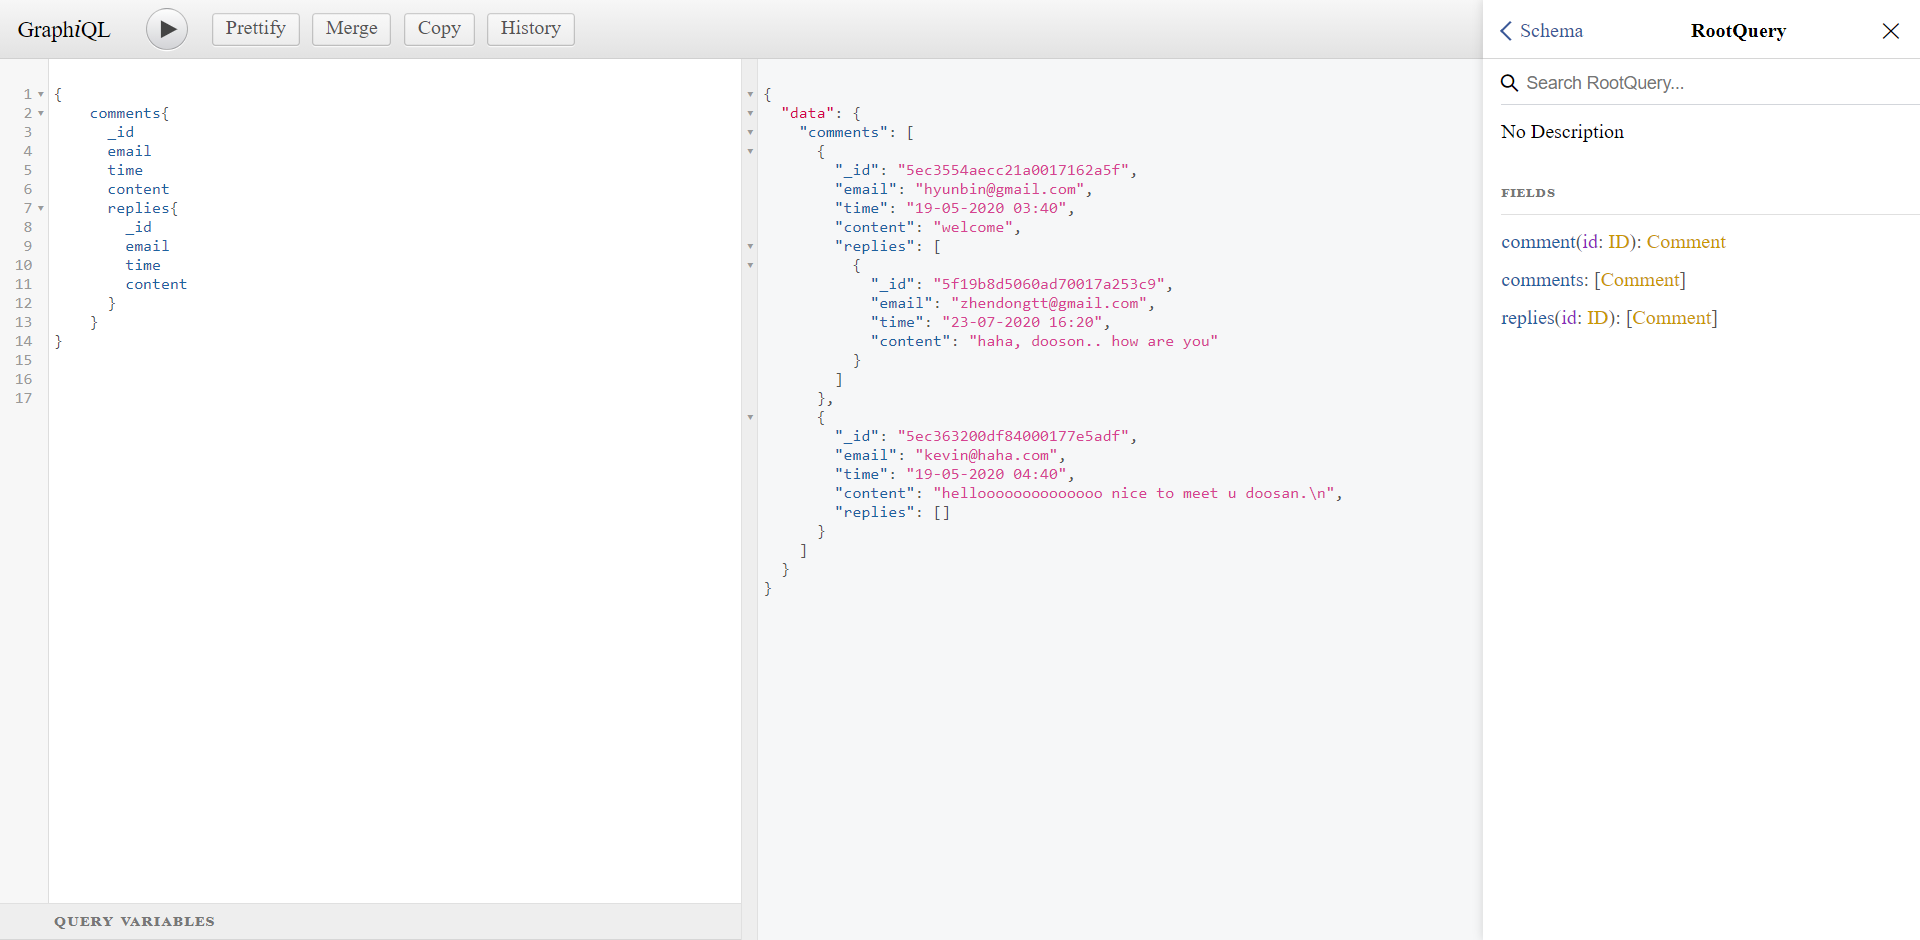 GraphiQL
Prettify
Merge
Copy
History
1 {
2 comments{
3 _id
4 email
5 time
6 content
7 replies{
8 _id
9 email
10 time
11 content
12 }
13 }
14 }
15
16
17
QUERY VARIABLES
{
"data": {
"comments": [
{
"_id": "5ec3554aecc21a0017162a5f",
"email": "hyunbin@gmail.com",
"time": "19-05-2020 03:40",
"content": "welcome",
"replies": [
{
"_id": "5f19b8d5060ad70017a253c9",
"email": "zhendongtt@gmail.com",
"time": "23-07-2020 16:20",
"content": "haha, dooson.. how are you"
}
]
},
{
"_id": "5ec363200df84000177e5adf",
"email": "kevin@haha.com",
"time": "19-05-2020 04:40",
"content": "helloooooooooooooo nice to meet u doosan.\n",
"replies": []
}
]
}
}
Schema
RootQuery
Search RootQuery...
No Description
FIELDS
comment(id: ID): Comment
comments: [Comment]
replies(id: ID): [Comment]